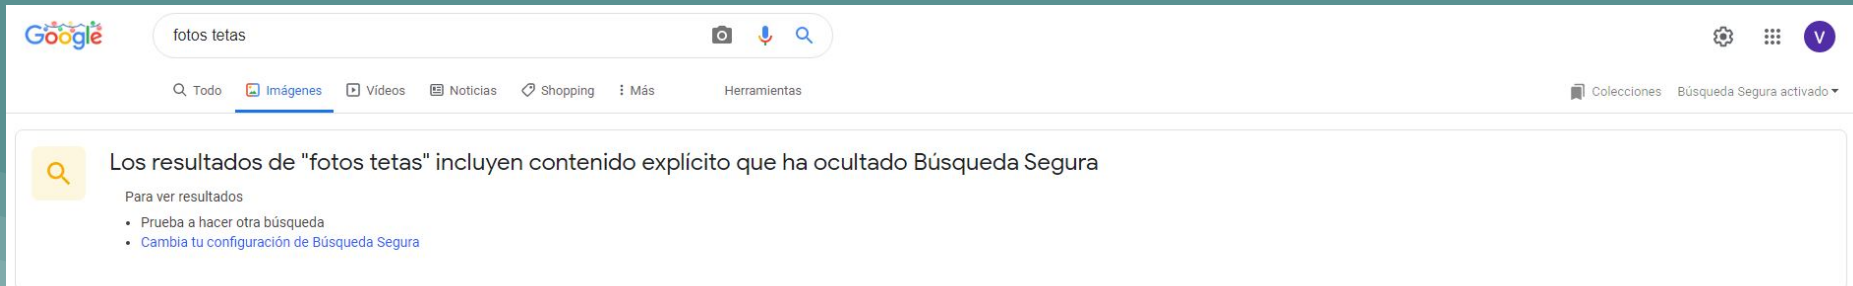 Google
fotos tetas
V
Todo
Imágenes
Vídeos
Noticias
Shopping
Más
Herramientas
Colecciones
Búsqueda Segura activado
Los resultados de "fotos tetas" incluyen contenido explícito que ha ocultado Búsqueda Segura
Para ver resultados
• Prueba a hacer otra búsqueda
• Cambia tu configuración de Búsqueda Segura